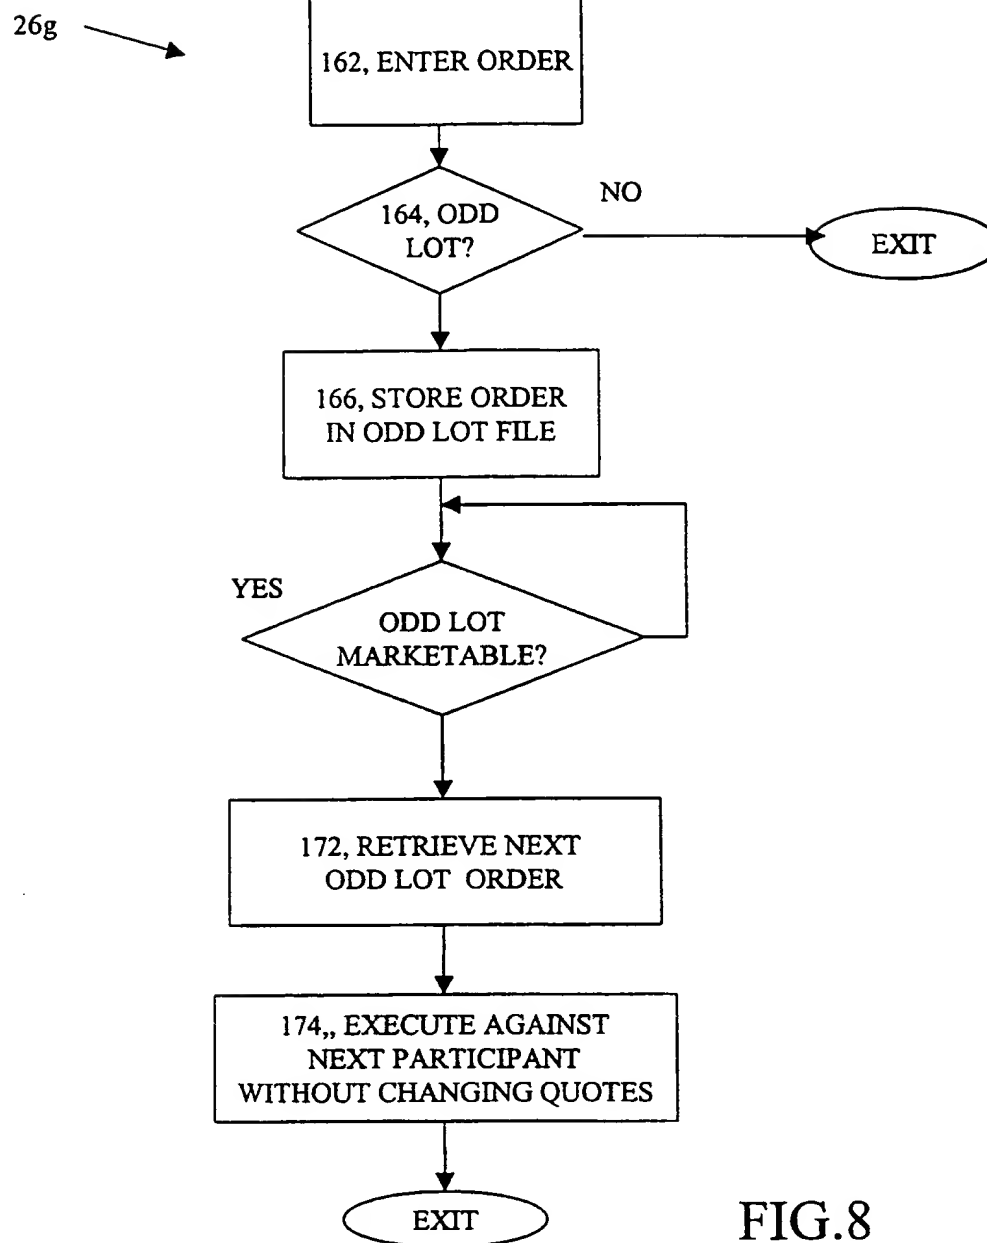 26g
162, ENTER ORDER
164, ODD
LOT?
NO
EXIT
166, STORE ORDER
IN ODD LOT FILE
YES
ODD LOT
MARKETABLE?
172, RETRIEVE NEXT
ODD LOT ORDER
174,, EXECUTE AGAINST
NEXT PARTICIPANT
WITHOUT CHANGING QUOTES
EXIT
FIG.8